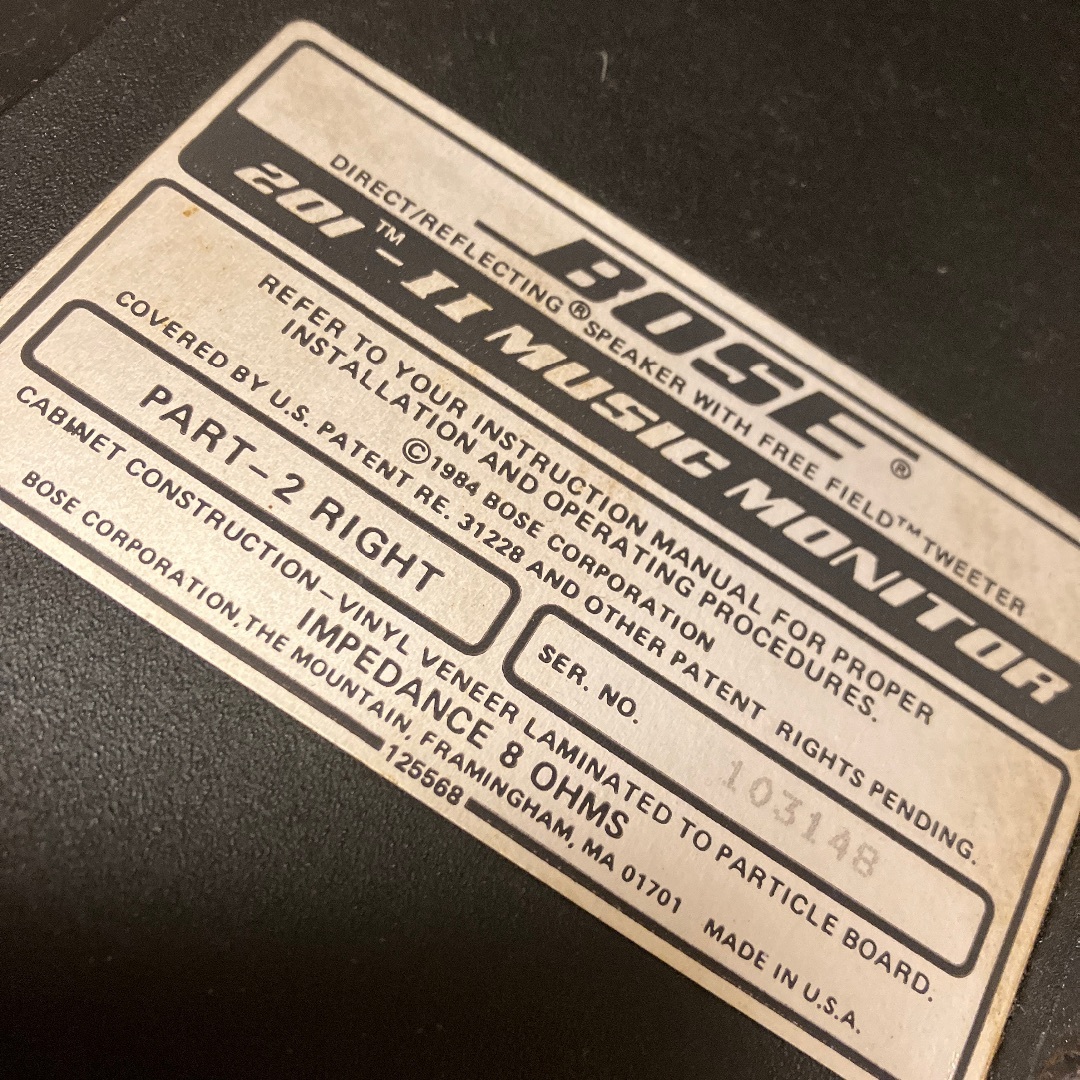 BOSE®
DIRECT/REFLECTING® SPEAKER WITH FREE FIELD™ TWEETER
201™-II MUSIC MONITOR
REFER TO YOUR INSTRUCTION MANUAL FOR PROPER
INSTALLATION AND OPERATING PROCEDURES.
©1984 BOSE CORPORATION
COVERED BY U.S. PATENT RE. 31228 AND OTHER PATENT RIGHTS PENDING.
PART-2 RIGHT
SER. NO. 103148
CABINET CONSTRUCTION-VINYL VENEER LAMINATED TO PARTICLE BOARD.
IMPEDANCE 8 OHMS
BOSE CORPORATION, THE MOUNTAIN, FRAMINGHAM, MA 01701 MADE IN U.S.A.
125568